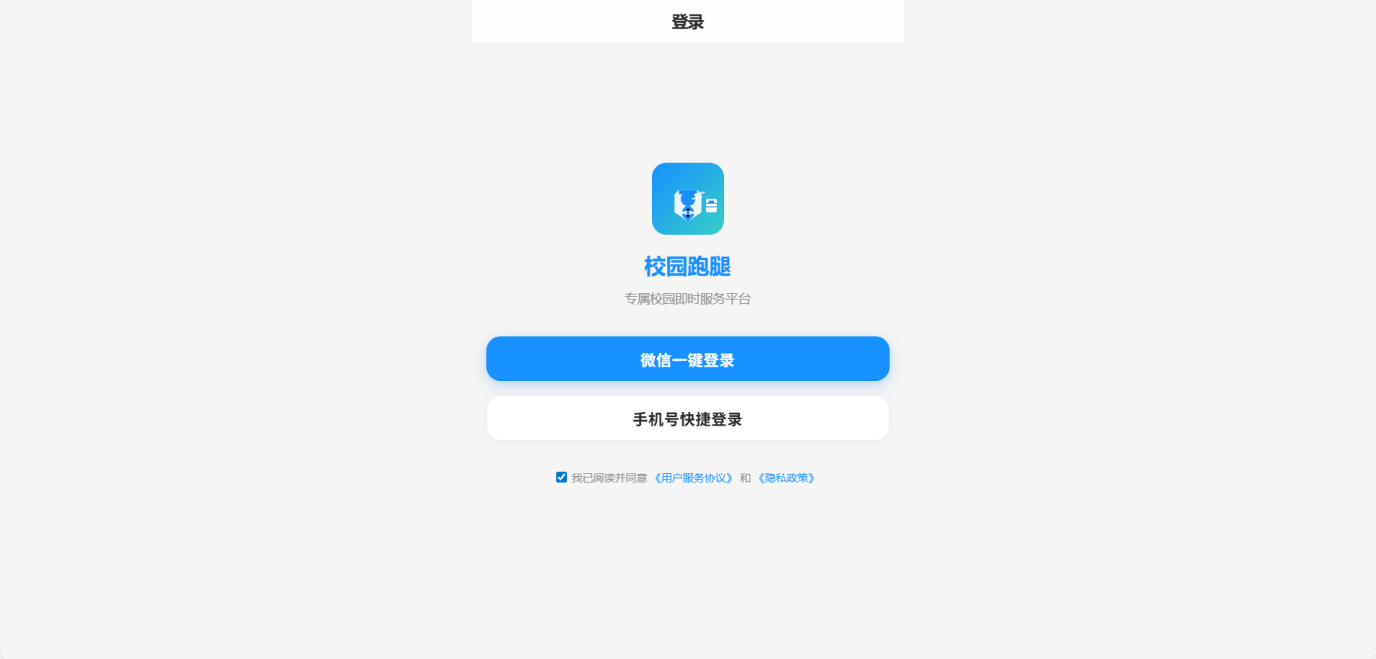 登录
校园跑腿
专属校园即时服务平台
微信一键登录
手机号快捷登录
我已阅读并同意《用户服务协议》和《隐私政策》